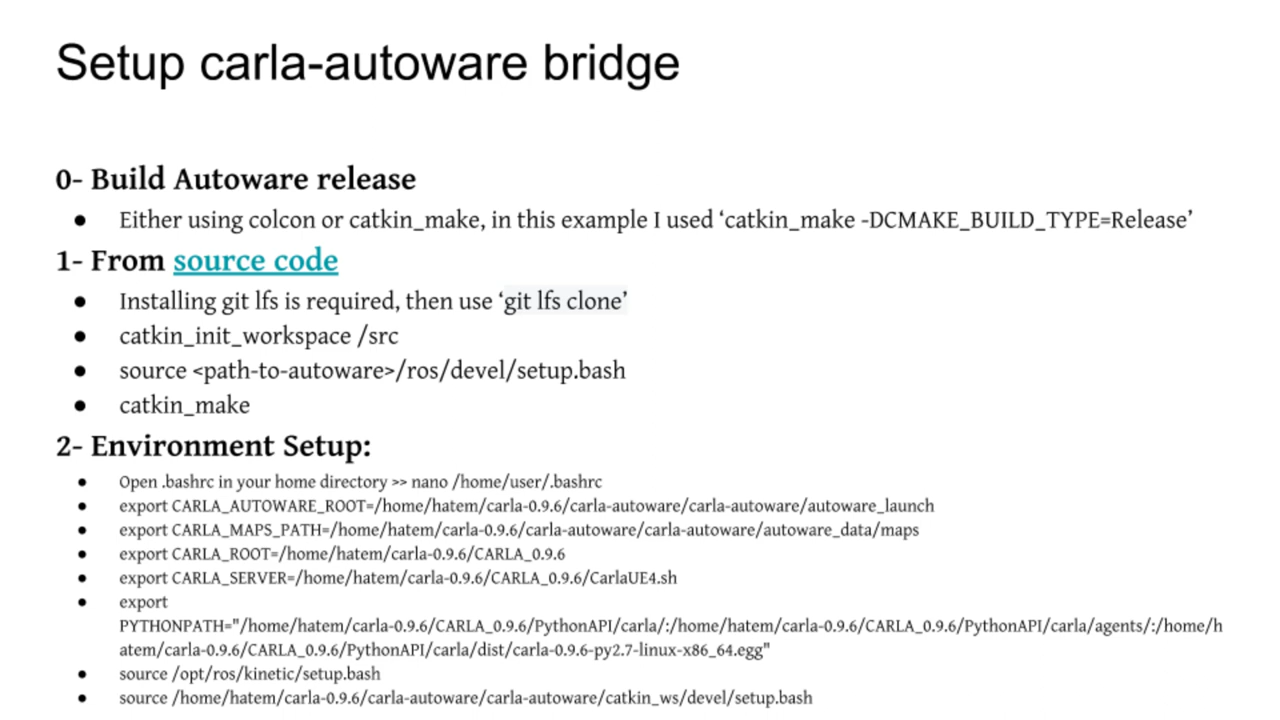 Setup carla-autoware bridge
0- Build Autoware release
● Either using colcon or catkin_make, in this example I used ‘catkin_make -DCMAKE_BUILD_TYPE=Release’
1- From source code
● Installing git lfs is required, then use ‘git lfs clone’
● catkin_init_workspace /src
● source <path-to-autoware>/ros/devel/setup.bash
● catkin_make
2- Environment Setup:
● Open .bashrc in your home directory >> nano /home/user/.bashrc
● export CARLA_AUTOWARE_ROOT=/home/hatem/carla-0.9.6/carla-autoware/carla-autoware/autoware_launch
● export CARLA_MAPS_PATH=/home/hatem/carla-0.9.6/carla-autoware/carla-autoware/autoware_data/maps
● export CARLA_ROOT=/home/hatem/carla-0.9.6/CARLA_0.9.6
● export CARLA_SERVER=/home/hatem/carla-0.9.6/CARLA_0.9.6/CarlaUE4.sh
● export
PYTHONPATH="/home/hatem/carla-0.9.6/CARLA_0.9.6/PythonAPI/carla/:/home/hatem/carla-0.9.6/CARLA_0.9.6/PythonAPI/carla/agents/:/home/h
atem/carla-0.9.6/CARLA_0.9.6/PythonAPI/carla/dist/carla-0.9.6-py2.7-linux-x86_64.egg"
● source /opt/ros/kinetic/setup.bash
● source /home/hatem/carla-0.9.6/carla-autoware/carla-autoware/catkin_ws/devel/setup.bash